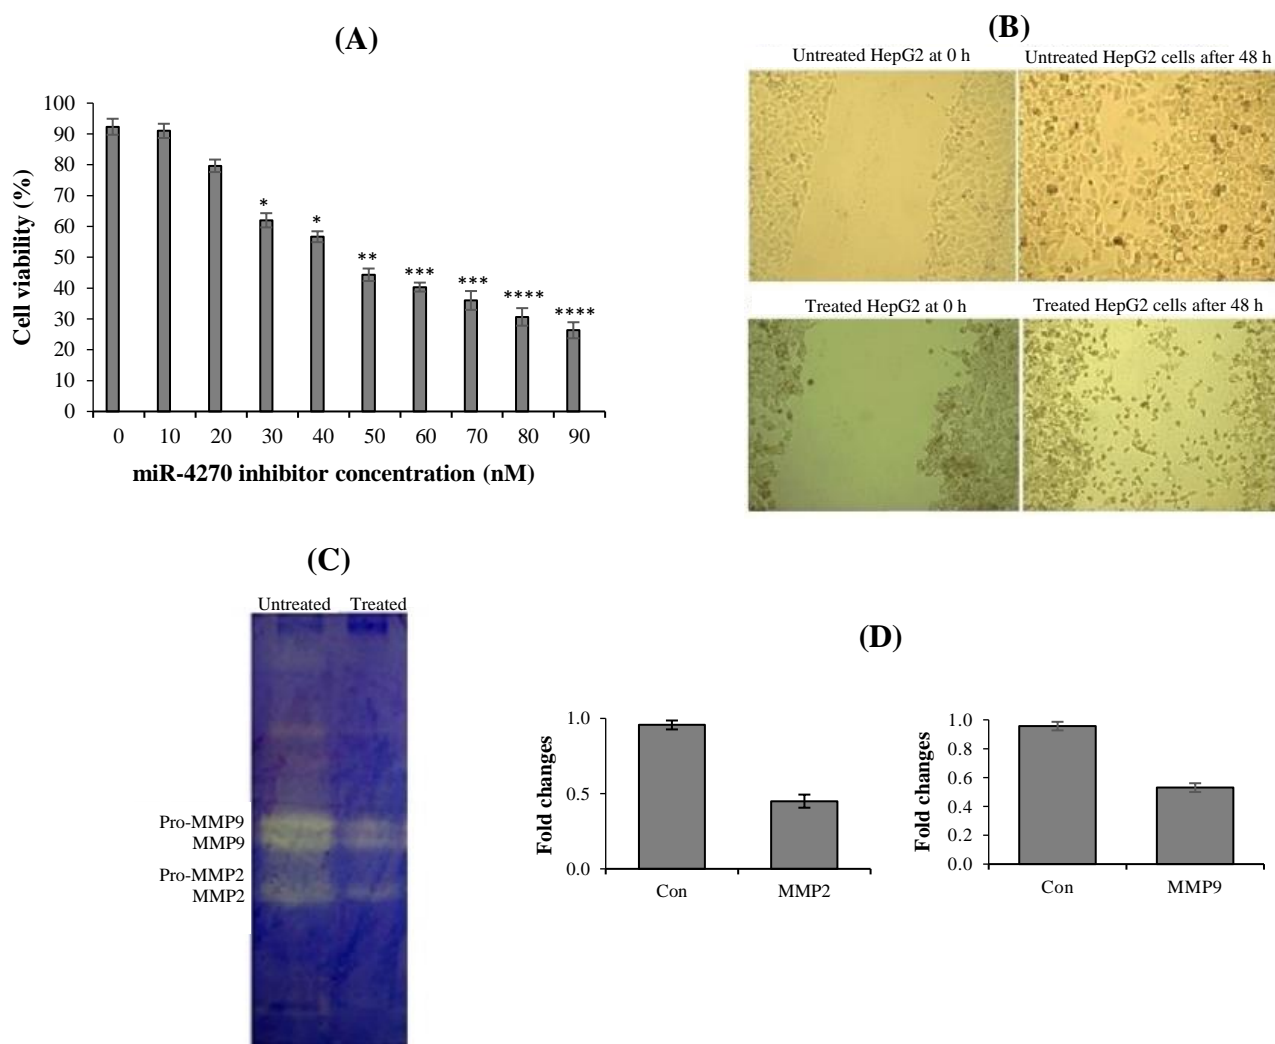 (A)
100
90
80
70
60
50
40
30
20
10
0
Cell viability (%)
*
*
**
***
***
****
****
0 10 20 30 40 50 60 70 80 90
miR-4270 inhibitor concentration (nM)
(B)
Untreated HepG2 at 0 h
Untreated HepG2 cells after 48 h
Treated HepG2 at 0 h
Treated HepG2 cells after 48 h
(C)
Untreated Treated
Pro-MMP9
MMP9
Pro-MMP2
MMP2
(D)
Fold changes
1.0
0.5
0.0
Con MMP2
Fold changes
1.0
0.8
0.6
0.4
0.2
0.0
Con MMP9